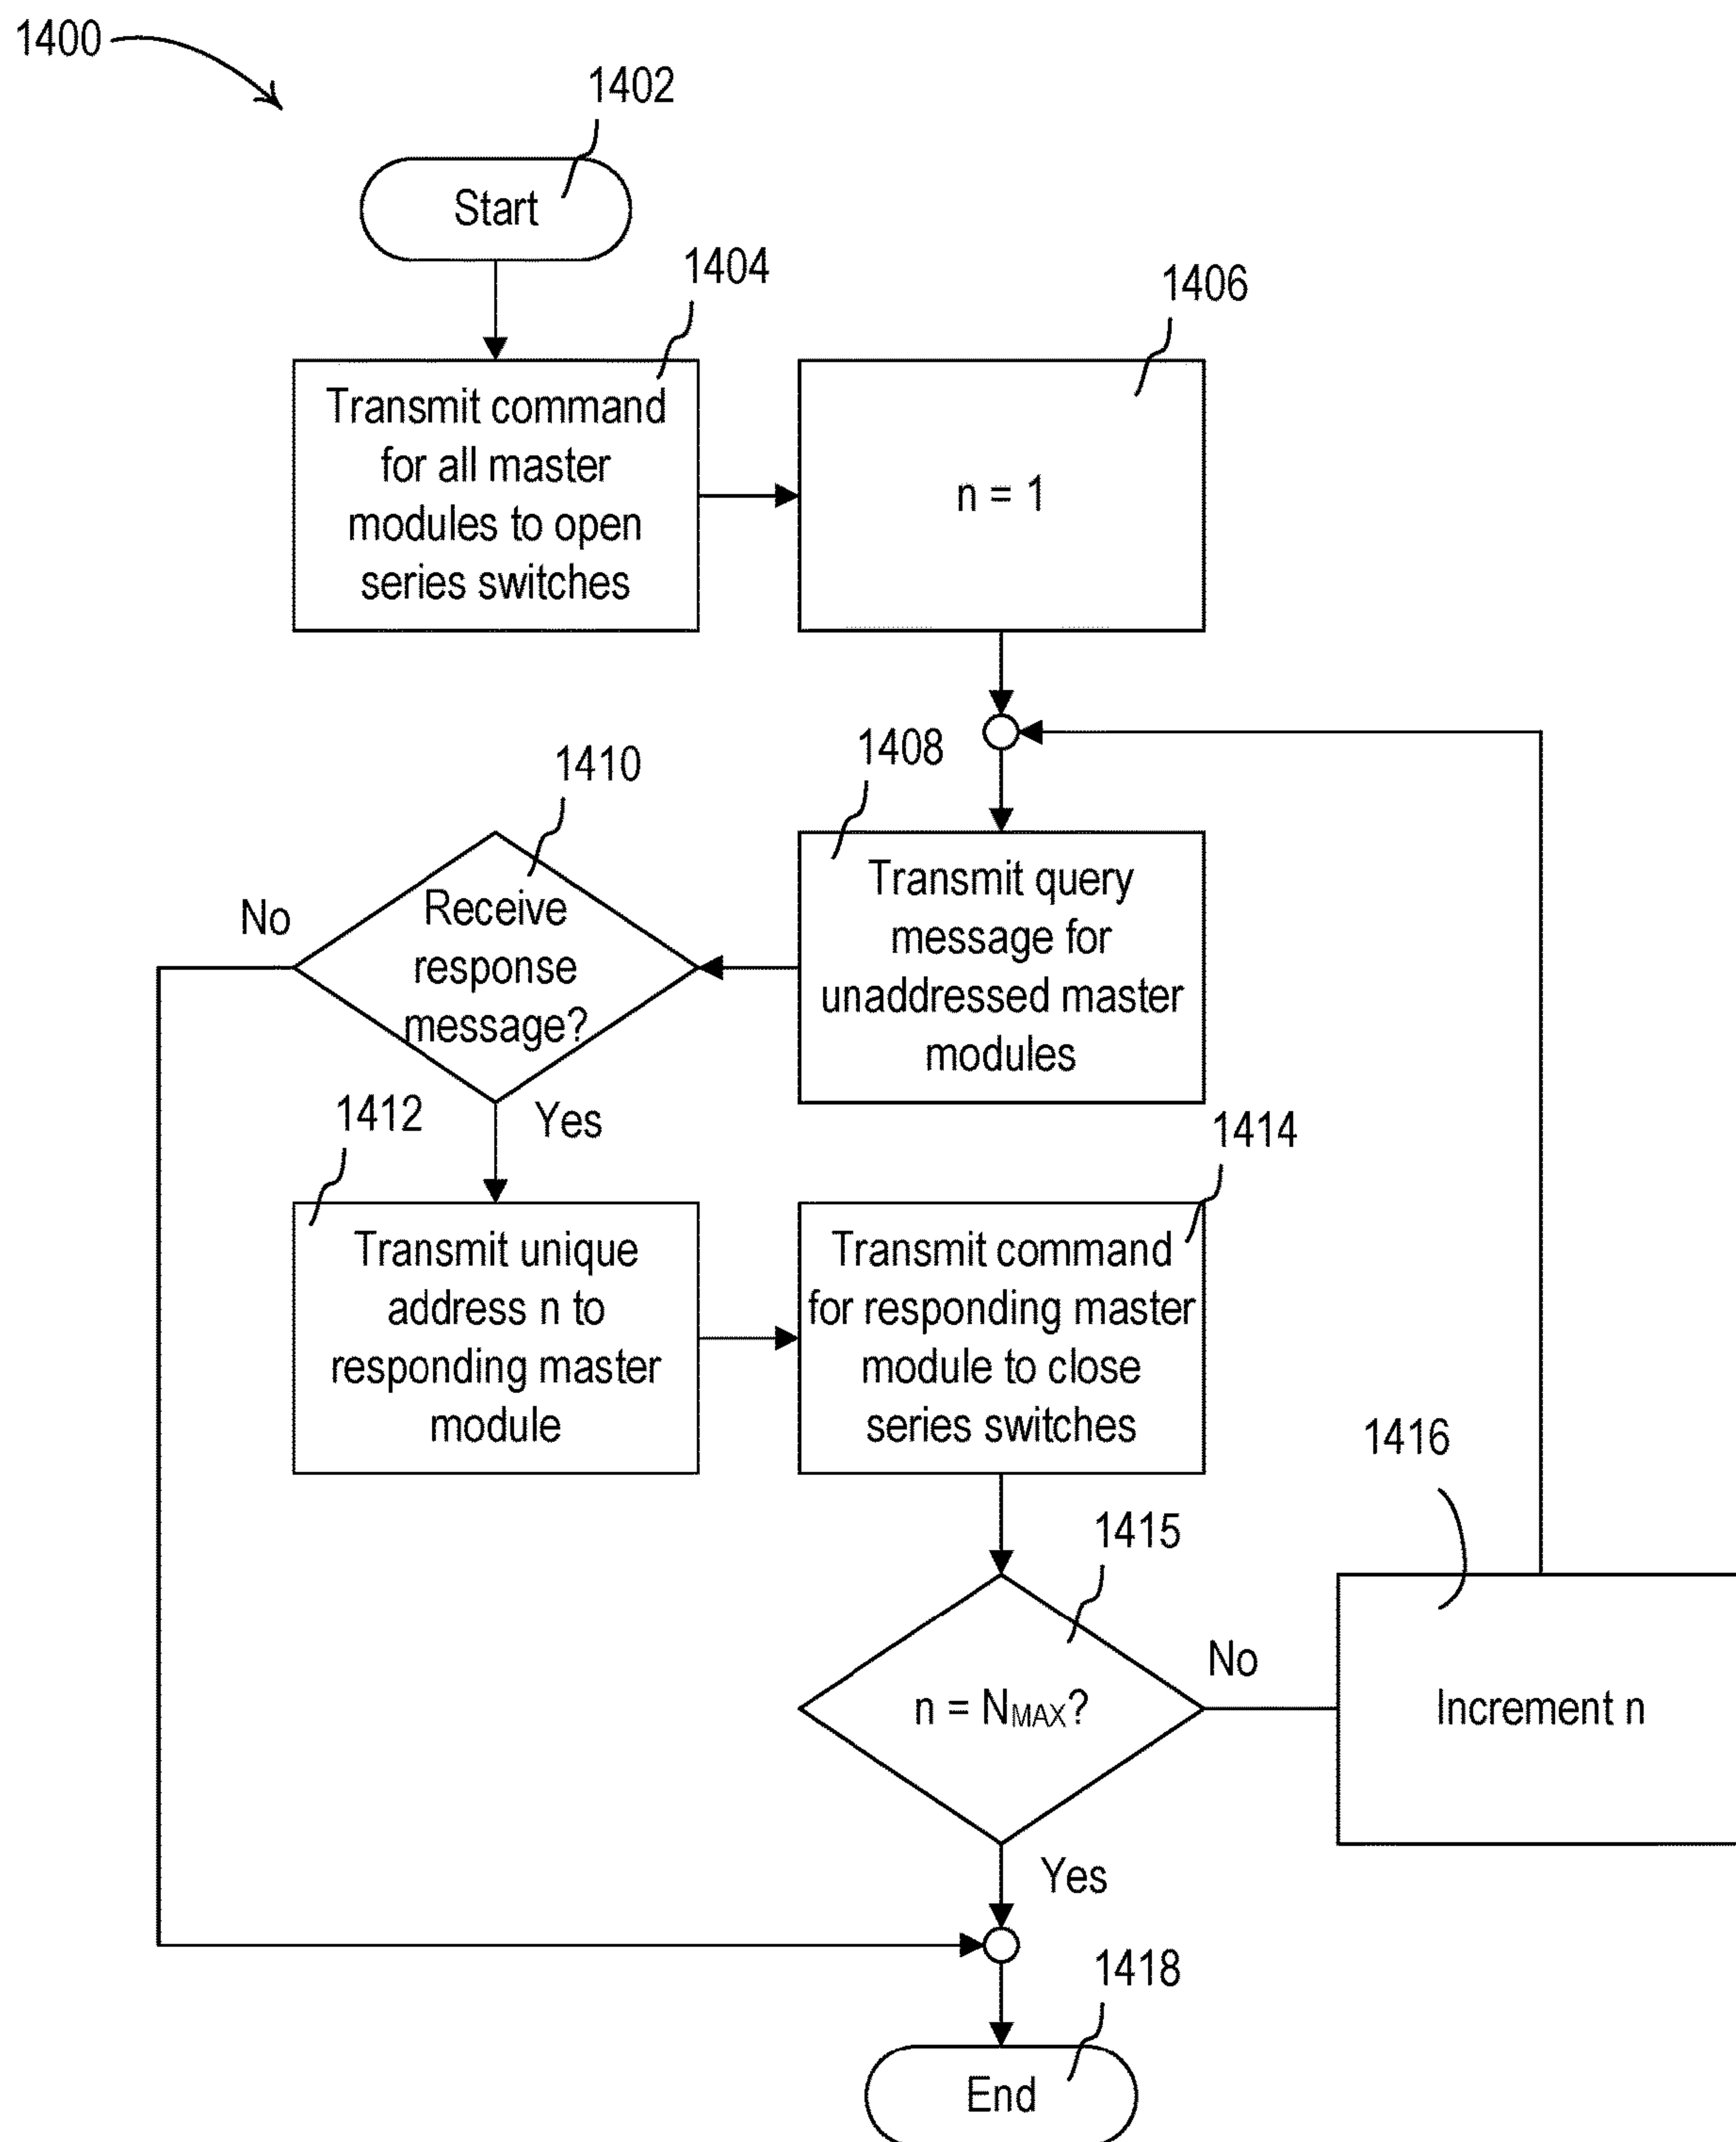 1400
1402
Start
1404
1406
Transmit command
for all master
modules to open
series switches
n = 1
1408
1410
Transmit query
message for
unaddressed master
modules
No
Receive
response
message?
Yes
1412
1414
Transmit unique
address n to
responding master
module
Transmit command
for responding master
module to close
series switches
1416
1415
No
n = NMAX?
Increment n
Yes
1418
End